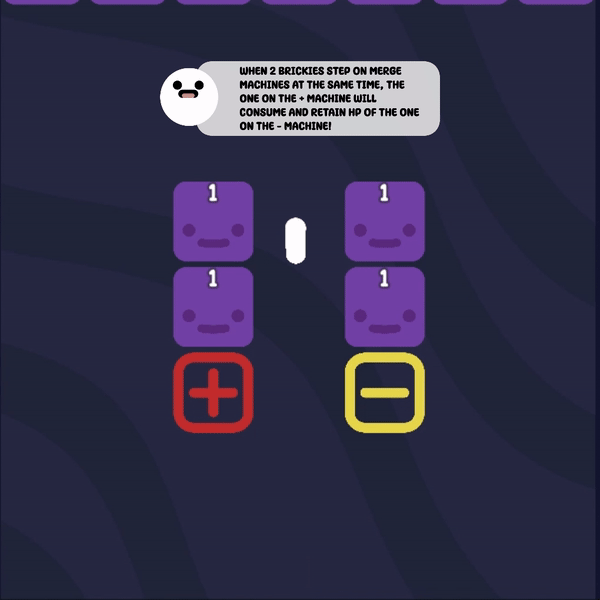 WHEN 2 BRICKIES STEP ON MERGE
MACHINES AT THE SAME TIME, THE
ONE ON THE + MACHINE WILL
CONSUME AND RETAIN HP OF THE ONE
ON THE - MACHINE!
1 1
1 1
+ −